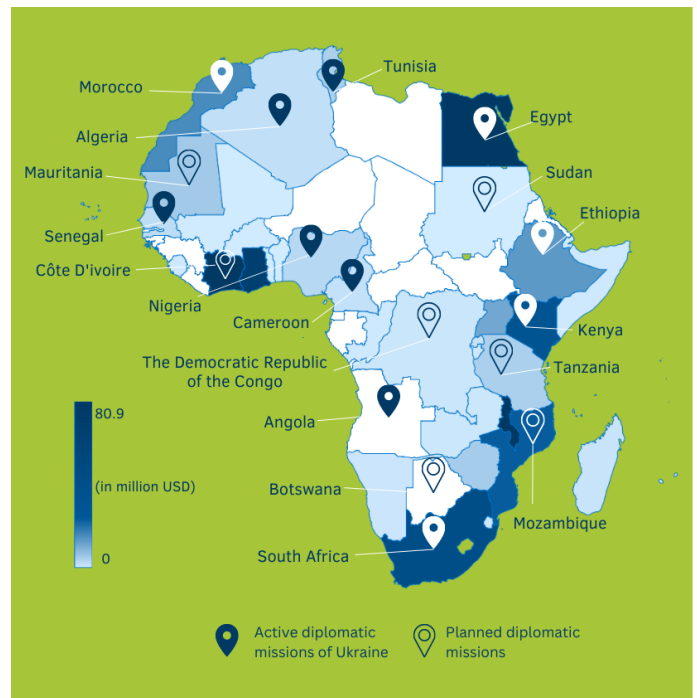 Tunisia
Morocco
Egypt
Algeria
Mauritania
Sudan
Ethiopia
Senegal
Côte D'ivoire
Nigeria
Cameroon
Kenya
The Democratic Republic
of the Congo
Tanzania
80.9
Angola
(in million USD)
Botswana
Mozambique
0
South Africa
Active diplomatic
missions of Ukraine
Planned diplomatic
missions